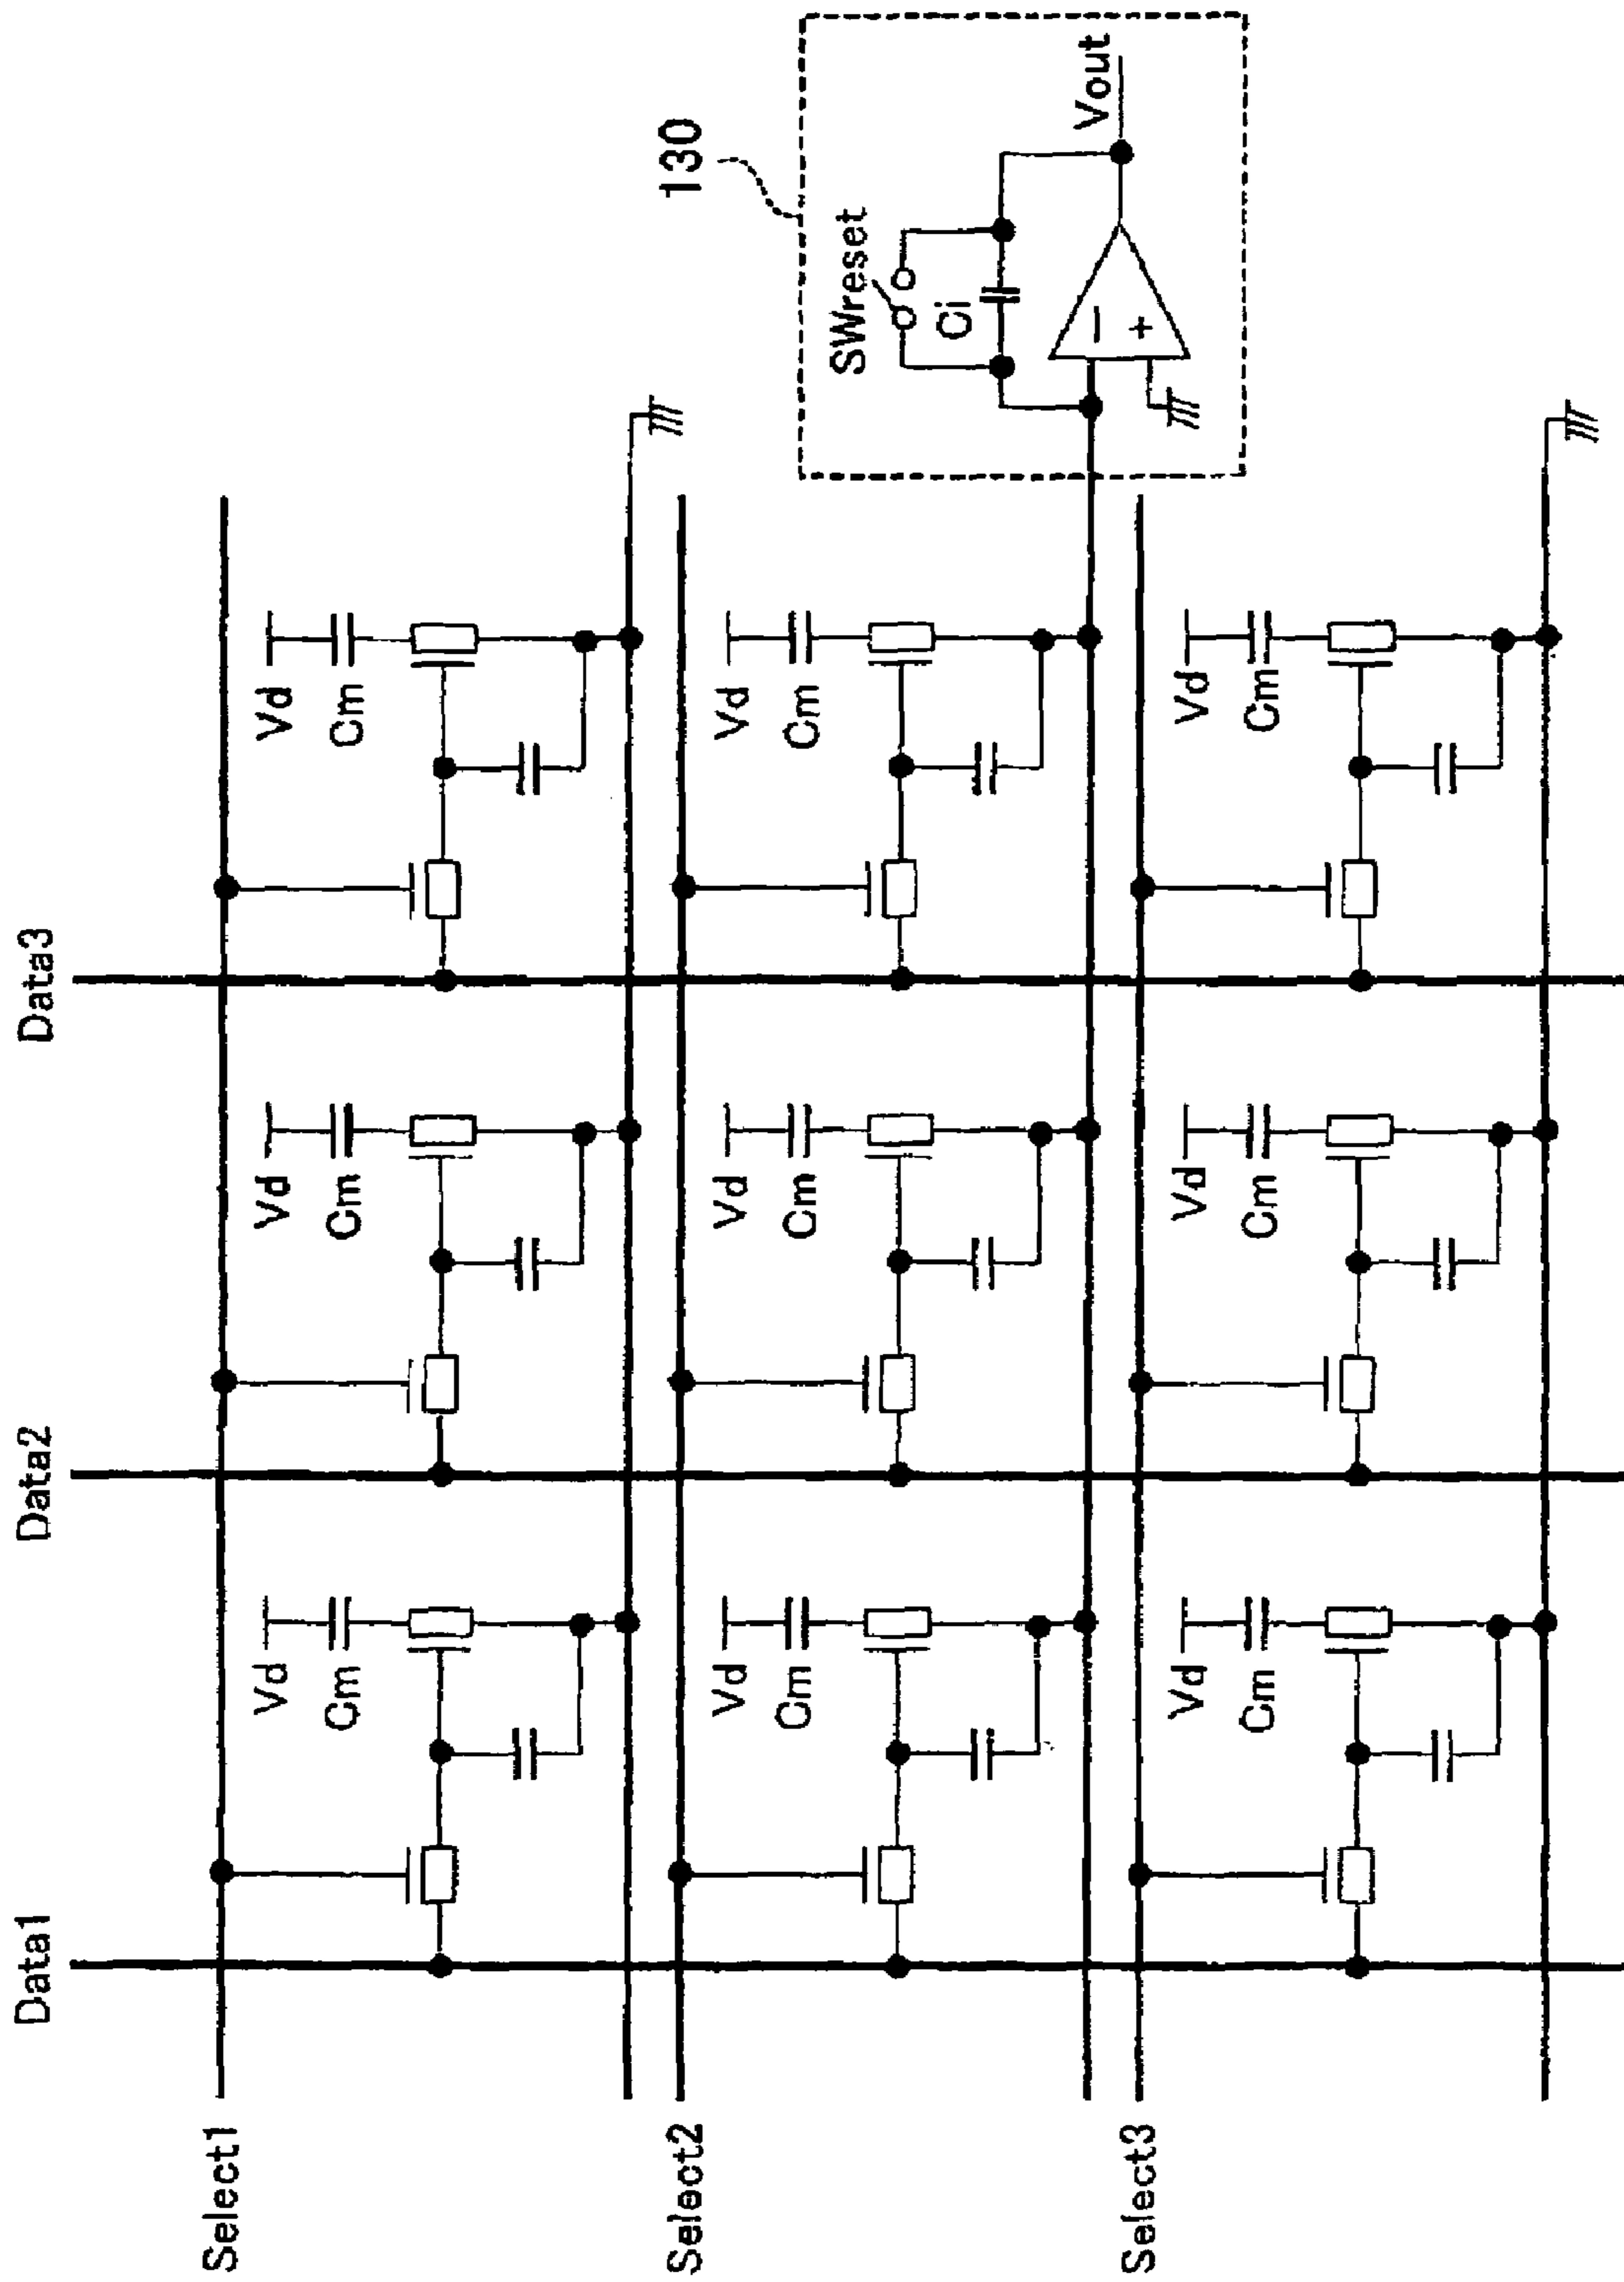 Data1
Data2
Data3
Select1
Vd
Cm
Vd
Cm
Vd
Cm
130
Select2
Vd
Cm
Vd
Cm
Vd
Cm
SWreset
Ci
−
+
Vout
Select3
Vd
Cm
Vd
Cm
Vd
Cm